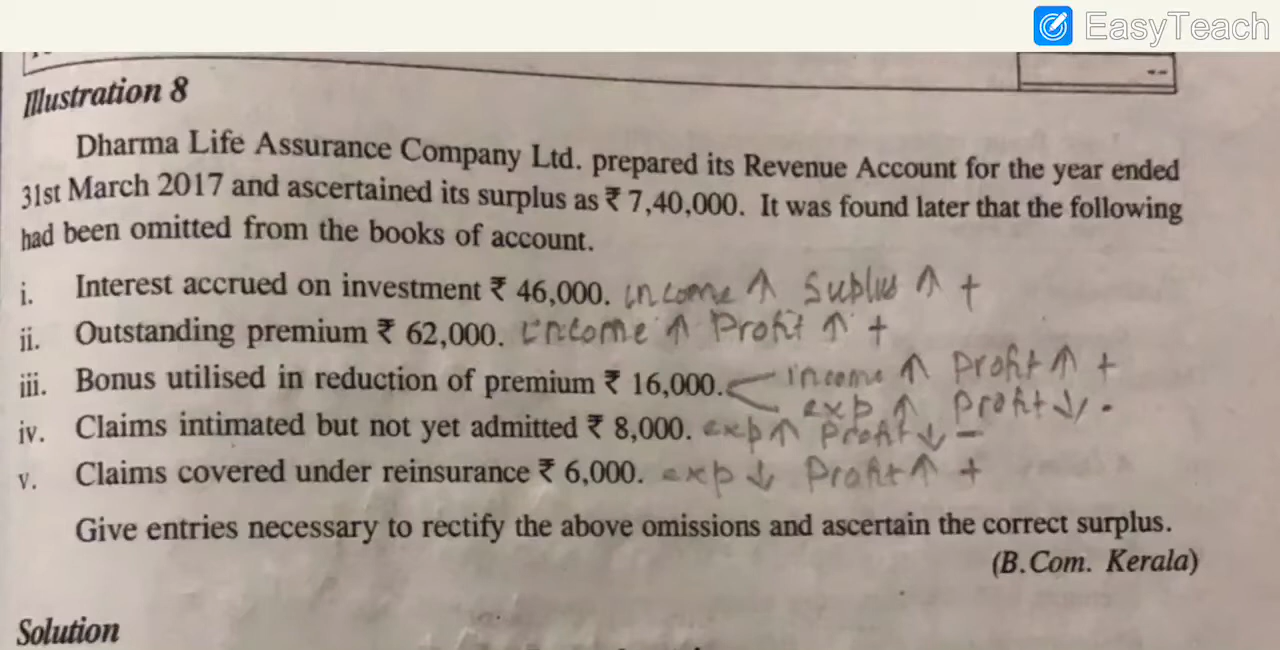 EasyTeach
Illustration 8
Dharma Life Assurance Company Ltd. prepared its Revenue Account for the year ended
31st March 2017 and ascertained its surplus as ₹ 7,40,000. It was found later that the following
had been omitted from the books of account.
i. Interest accrued on investment ₹ 46,000. income ↑ Suplus ↑ +
ii. Outstanding premium ₹ 62,000. income ↑ Profit ↑ +
iii. Bonus utilised in reduction of premium ₹ 16,000. income ↑ Profit ↑ +
exp ↑ Profit ↓ -
iv. Claims intimated but not yet admitted ₹ 8,000. exp ↑ Profit ↓ −
v. Claims covered under reinsurance ₹ 6,000. exp ↓ Profit ↑ +
Give entries necessary to rectify the above omissions and ascertain the correct surplus.
(B.Com. Kerala)
Solution